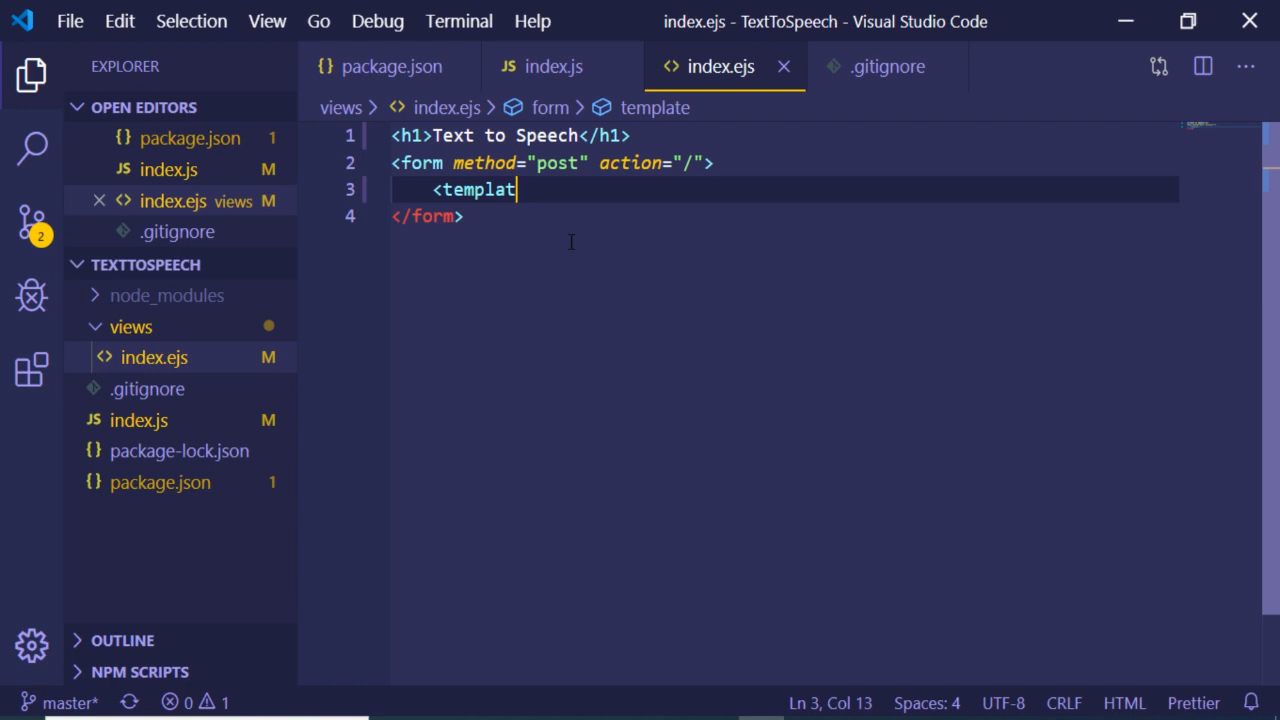 File Edit Selection View Go Debug Terminal Help index.ejs - TextToSpeech - Visual Studio Code
EXPLORER
OPEN EDITORS
{} package.json 1
JS index.js M
<> index.ejs views M
.gitignore
TEXTTOSPEECH
node_modules
views
<> index.ejs M
.gitignore
JS index.js M
{} package-lock.json
{} package.json 1
OUTLINE
NPM SCRIPTS
2
{} package.json JS index.js <> index.ejs .gitignore
views > <> index.ejs > form > template
1 <h1>Text to Speech</h1>
2 <form method="post" action="/">
3 <templat
4 </form>
master* 0 1 Ln 3, Col 13 Spaces: 4 UTF-8 CRLF HTML Prettier